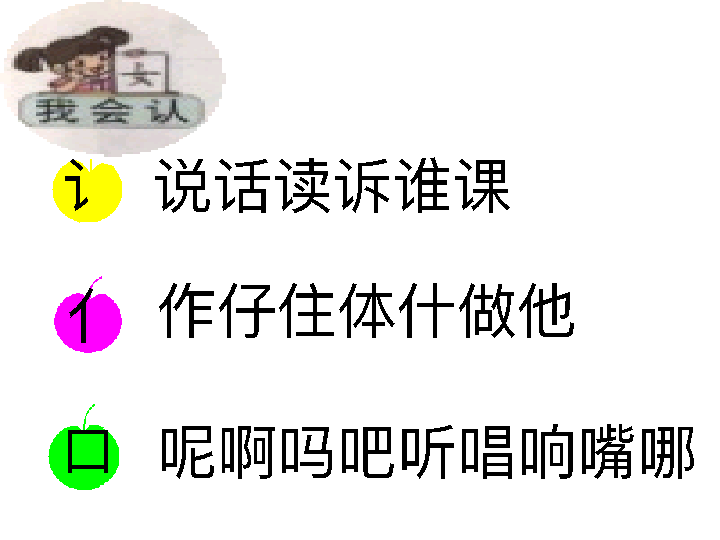 女
我会认
讠 说话读诉谁课
亻 作仔住体什做他
口 呢啊吗吧听唱响嘴哪